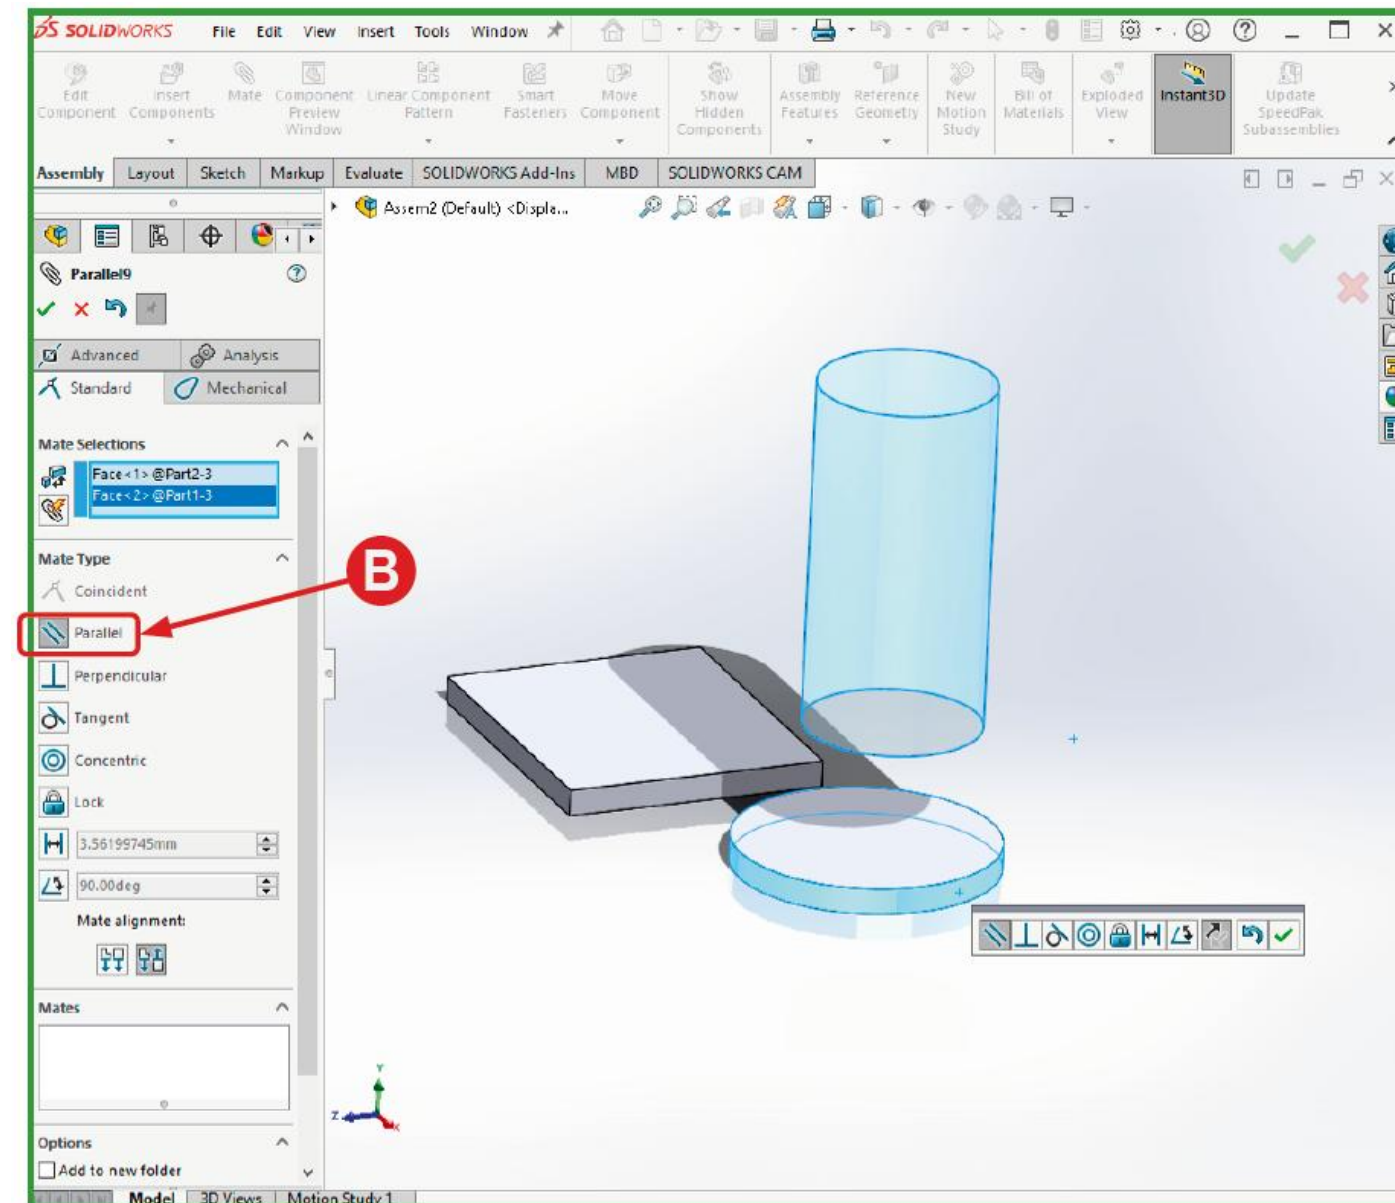 SOLIDWORKS File Edit View Insert Tools Window
Edit Component
Insert Components
Mate
Component Preview Window
Linear Component Pattern
Smart Fasteners
Move Component
Show Hidden Components
Assembly Features
Reference Geometry
New Motion Study
Bill of Materials
Exploded View
Instant3D
Update SpeedPak Subassemblies
Assembly Layout Sketch Markup Evaluate SOLIDWORKS Add-Ins MBD SOLIDWORKS CAM
Assem2 (Default) <Displa...
Parallel9
Advanced Analysis
Standard Mechanical
Mate Selections
Face<1>@Part2-3
Face<2>@Part1-3
Mate Type
B
Coincident
Parallel
Perpendicular
Tangent
Concentric
Lock
3.56199745mm
90.00deg
Mate alignment:
Mates
Y
Z
X
Options
Add to new folder
Model 3D Views Motion Study 1